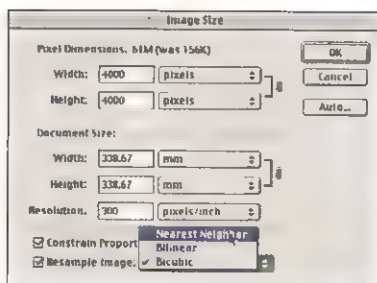 Image Size
Pixel Dimensions: 61M (was 156K)
Width: 4000 pixels
Height: 4000 pixels
OK
Cancel
Auto...
Document Size:
Width: 338.67 mm
Height: 338.67 mm
Resolution: 300 pixels/inch
Constrain Proport
Resample Image: ✓ Bicubic
Nearest Neighbor
Bilinear